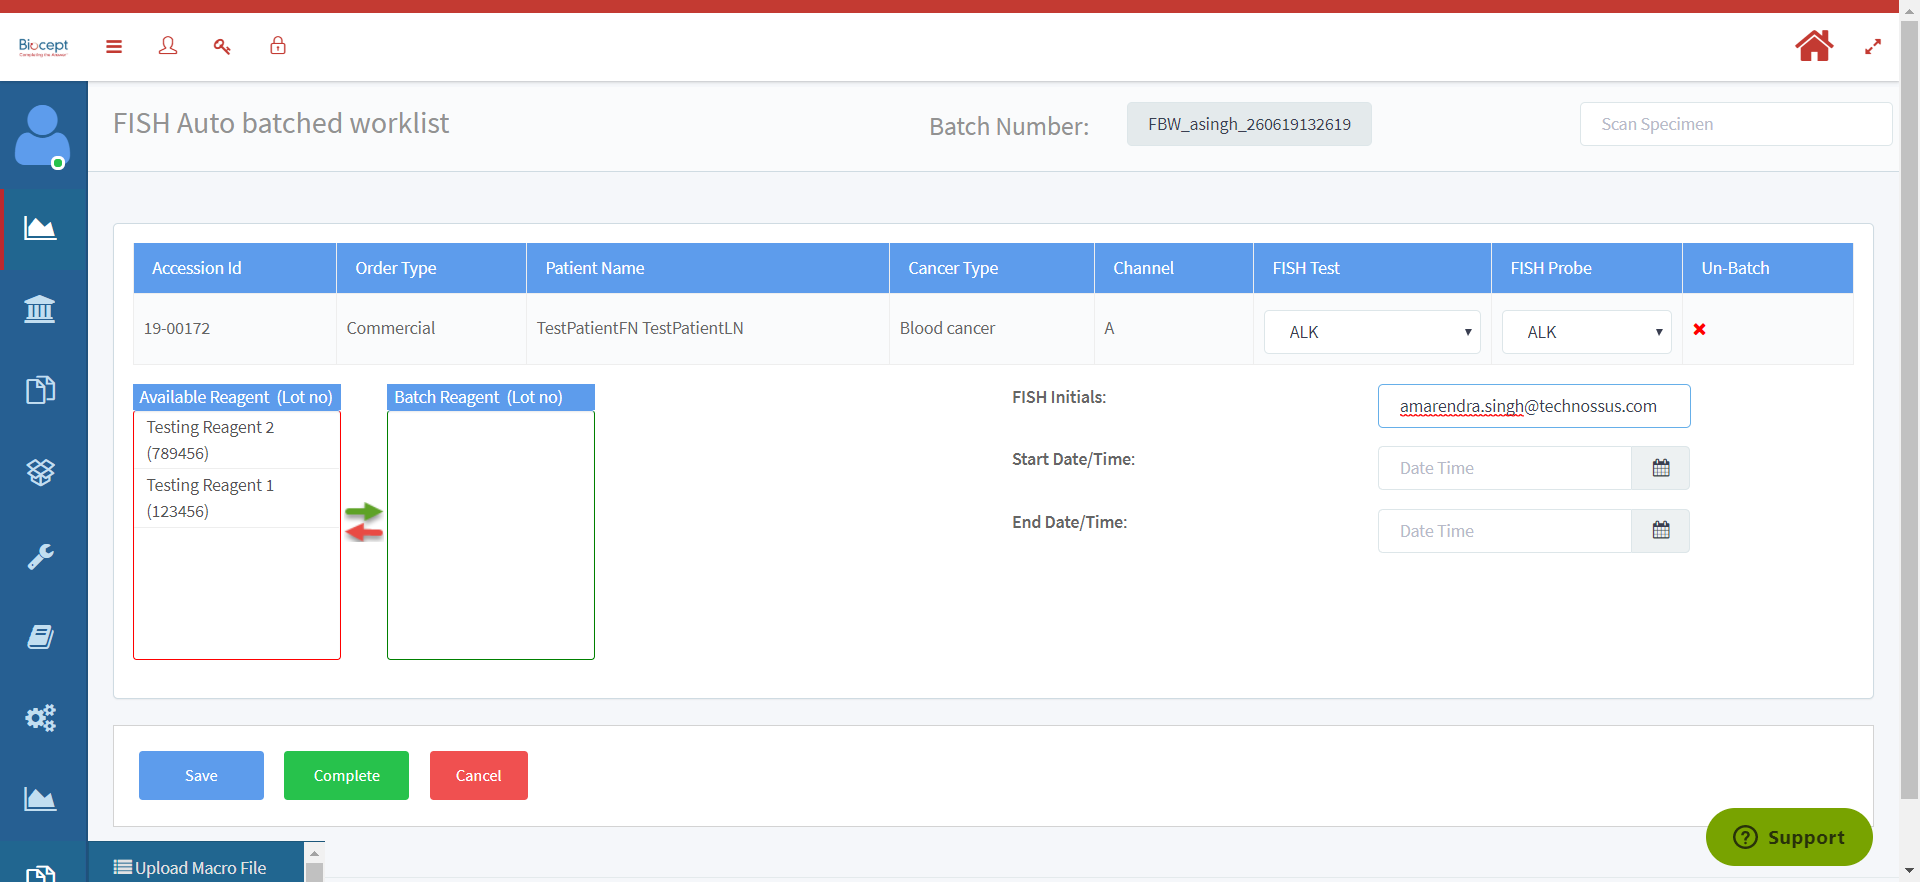 Biocept
FISH Auto batched worklist
Batch Number:
FBW_asingh_260619132619
Scan Specimen
Accession Id Order Type Patient Name Cancer Type Channel FISH Test FISH Probe Un-Batch
19-00172 Commercial TestPatientFN TestPatientLN Blood cancer A ALK ALK
Available Reagent (Lot no)
Testing Reagent 2
(789456)
Testing Reagent 1
(123456)
Batch Reagent (Lot no)
FISH Initials:
amarendra.singh@technossus.com
Start Date/Time:
Date Time
End Date/Time:
Date Time
Save Complete Cancel
Support
Upload Macro File